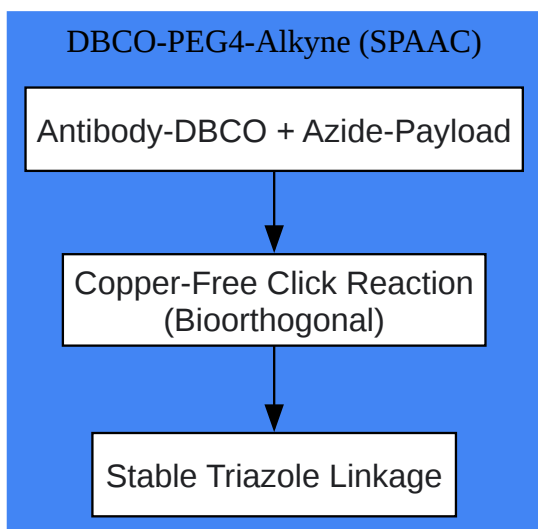 DBCO-PEG4-Alkyne (SPAAC)
Antibody-DBCO + Azide-Payload
Copper-Free Click Reaction
(Bioorthogonal)
Stable Triazole Linkage